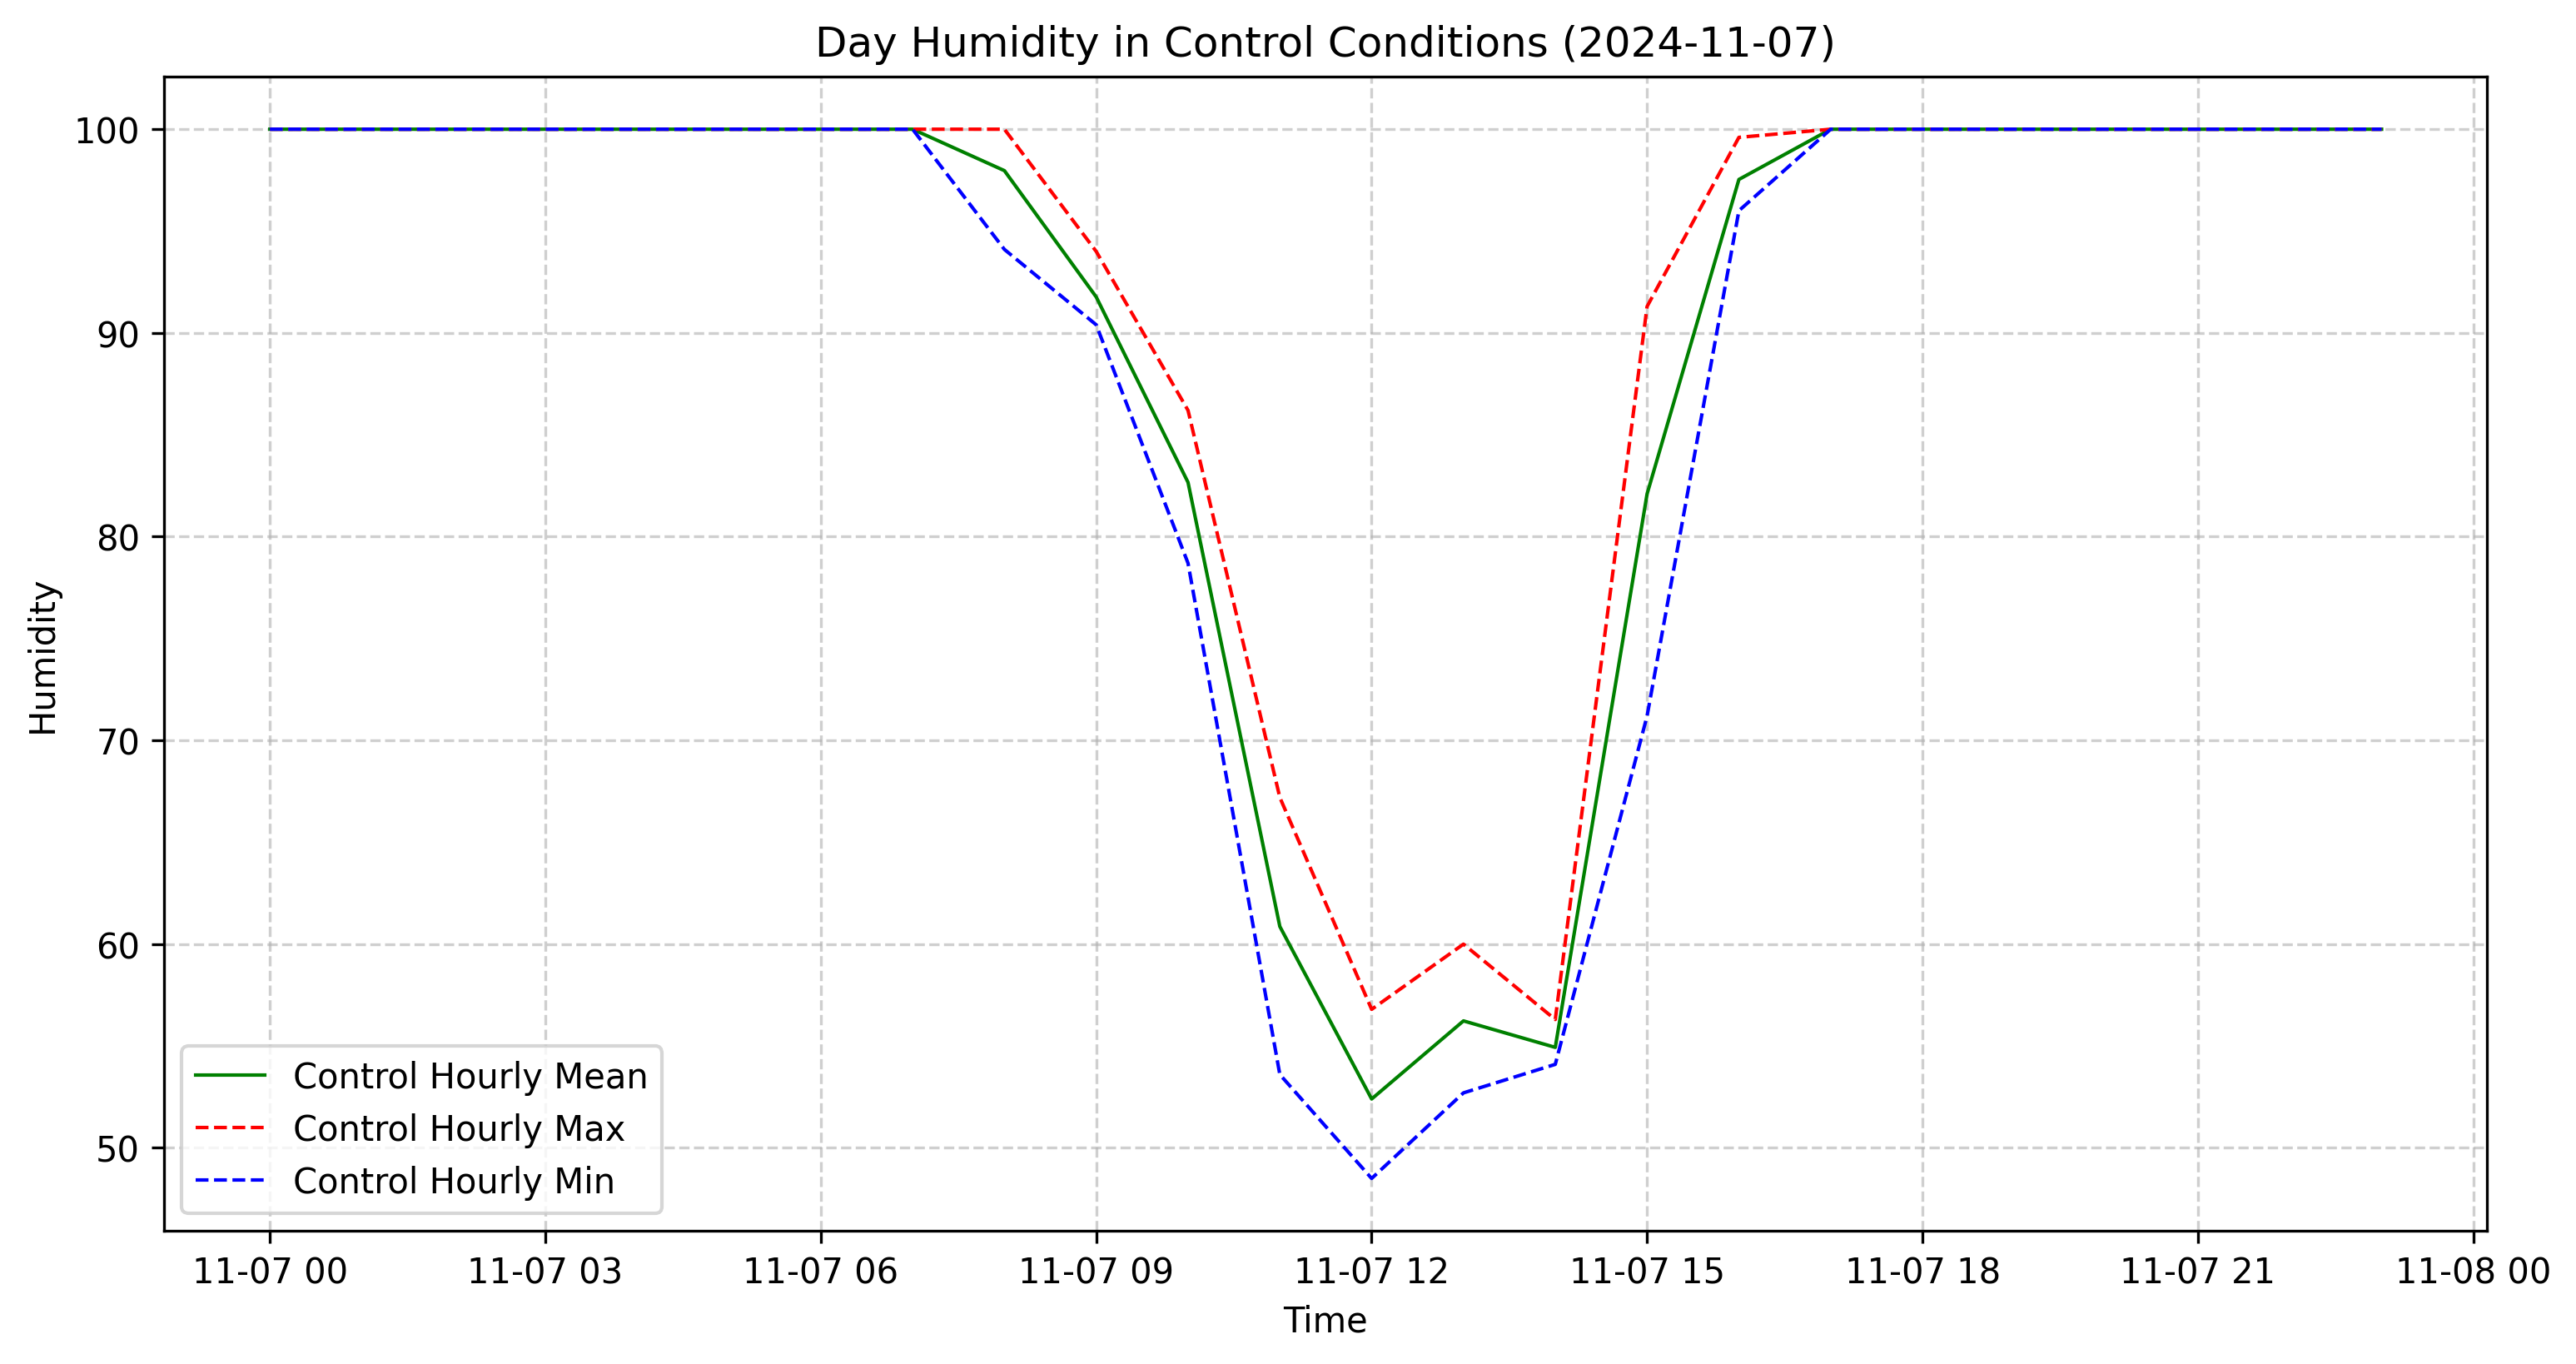 Day Humidity in Control Conditions (2024-11-07)
100
90
80
70
60
50
Humidity
Control Hourly Mean
Control Hourly Max
Control Hourly Min
11-07 00 11-07 03 11-07 06 11-07 09 11-07 12 11-07 15 11-07 18 11-07 21 11-08 00
Time